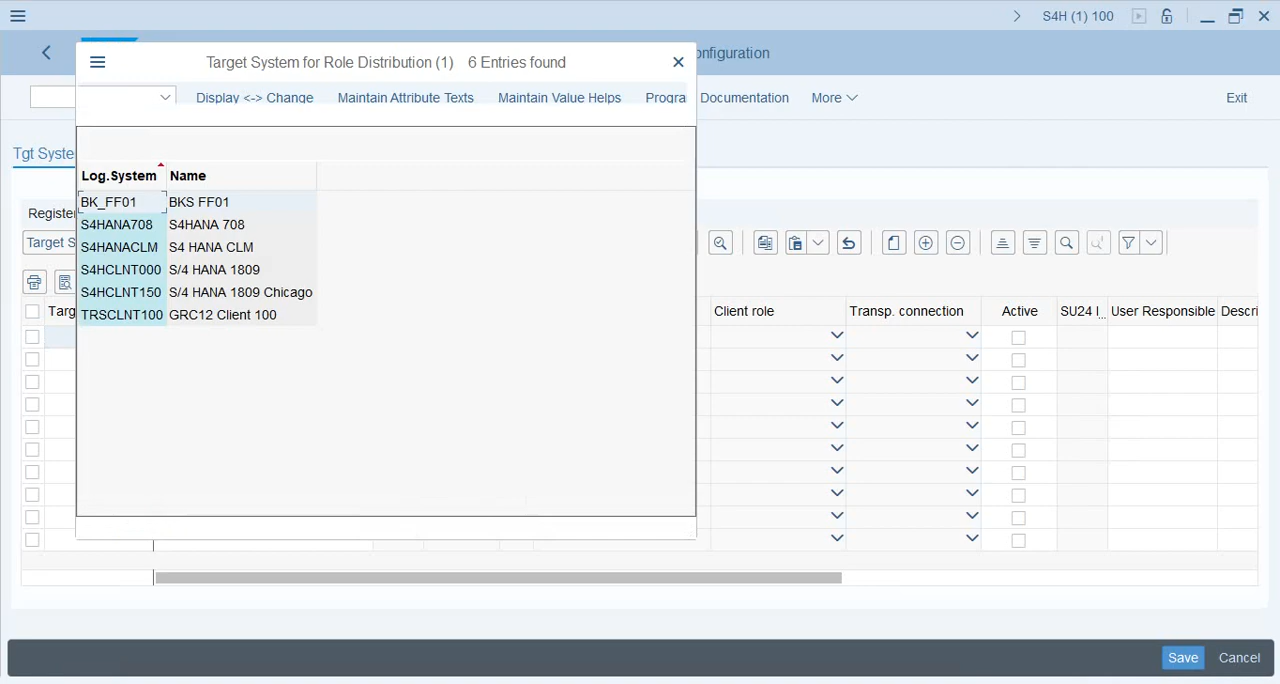 S4H (1) 100
Target System for Role Distribution (1) 6 Entries found
onfiguration
Display <-> Change Maintain Attribute Texts Maintain Value Helps Progra Documentation More Exit
Tgt Syste
Log.System Name
BK_FF01 BKS FF01
Register
S4HANA708 S4HANA 708
Target S
S4HANACLM S4 HANA CLM
S4HCLNT000 S/4 HANA 1809
S4HCLNT150 S/4 HANA 1809 Chicago
TRSCLNT100 GRC12 Client 100
Targ Client role Transp. connection Active SU24 I... User Responsible Descri
Save Cancel